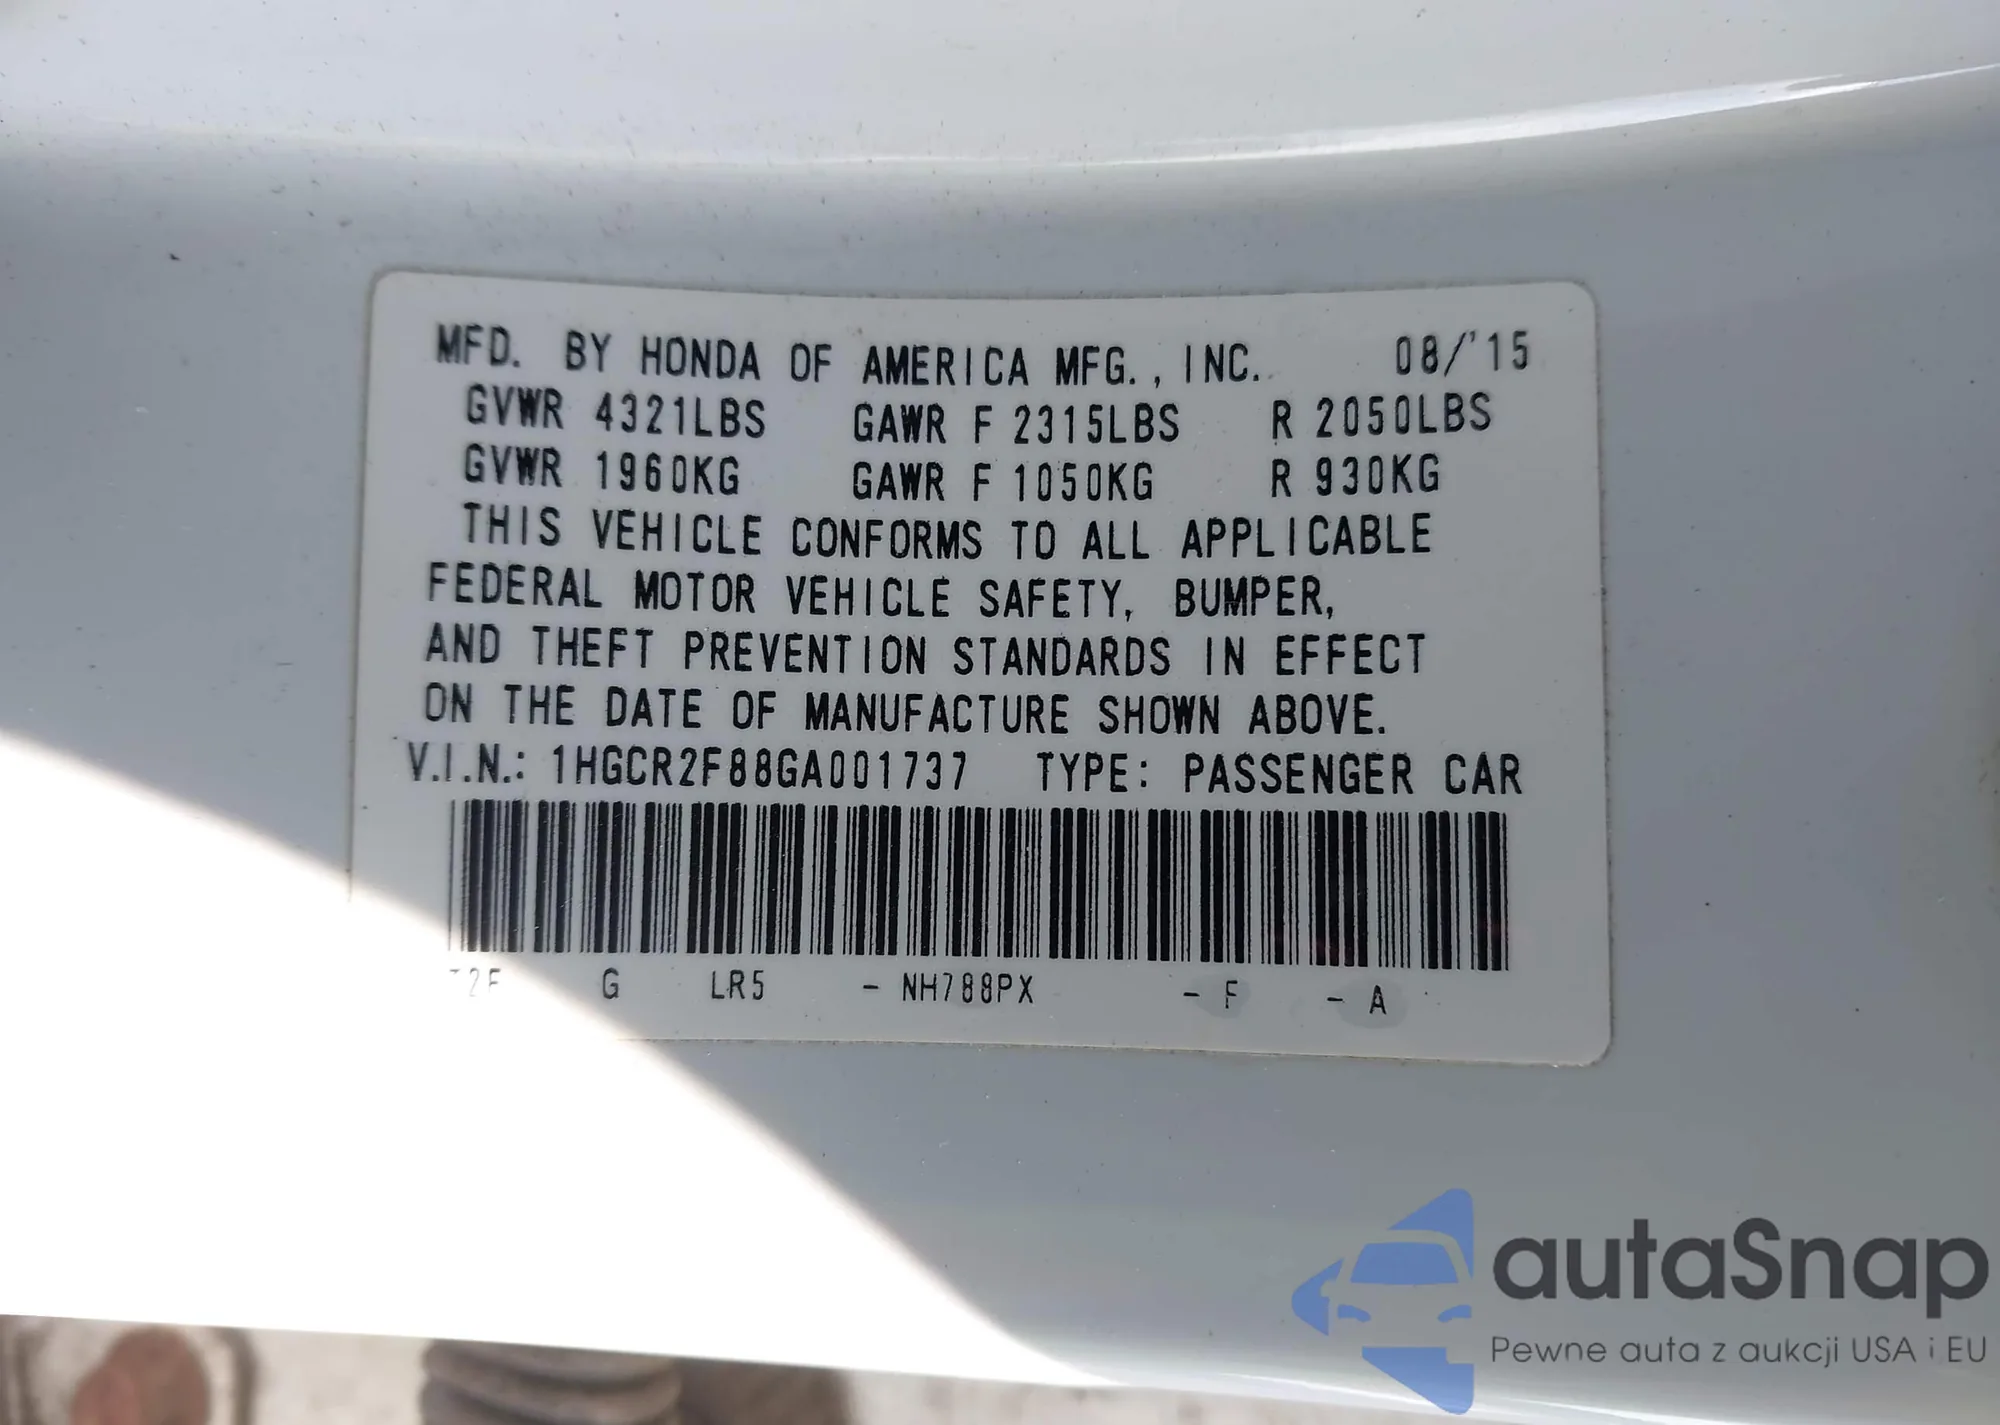 MFD. BY HONDA OF AMERICA MFG., INC. 08/'15
GVWR 4321LBS GAWR F 2315LBS R 2050LBS
GVWR 1960KG GAWR F 1050KG R 930KG
THIS VEHICLE CONFORMS TO ALL APPLICABLE
FEDERAL MOTOR VEHICLE SAFETY, BUMPER,
AND THEFT PREVENTION STANDARDS IN EFFECT
ON THE DATE OF MANUFACTURE SHOWN ABOVE.
V.I.N.: 1HGCR2F88GA001737 TYPE: PASSENGER CAR
G LR5 - NH788PX - F - A
autaSnap
Pewne auta z aukcji USA i EU